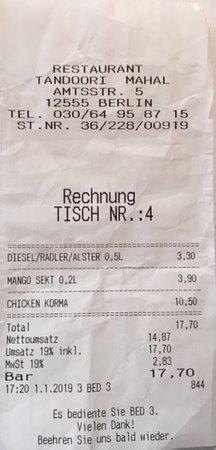 RESTAURANT
TANDOORI MAHAL
AMTSSTR. 5
12555 BERLIN
TEL. 030/64 95 87 15
ST.NR. 36/228/00919
Rechnung
TISCH NR.:4
DIESEL/RADLER/ALSTER 0,5L 3,30
MANGO SEKT 0,2L 3,90
CHICKEN KORMA 10,50
Total 17,70
Nettoumsatz 14,87
Umsatz 19% inkl. 17,70
MwSt 19% 2,83
Bar 17,70
17:20 1.1.2019 3 BED 3 844
Es bediente Sie BED 3.
Vielen Dank!
Beehren Sie uns bald wieder.